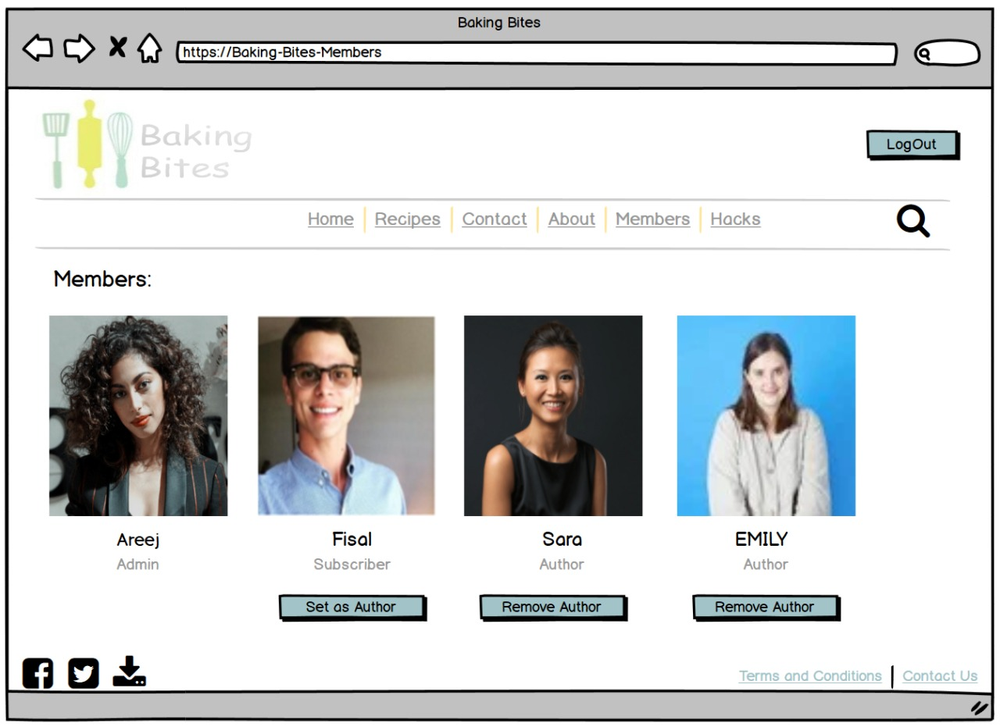 Baking Bites
https://Baking-Bites-Members
Baking
Bites
LogOut
Home Recipes Contact About Members Hacks
Members:
Areej Fisal Sara EMILY
Admin Subscriber Author Author
Set as Author Remove Author Remove Author
Terms and Conditions Contact Us